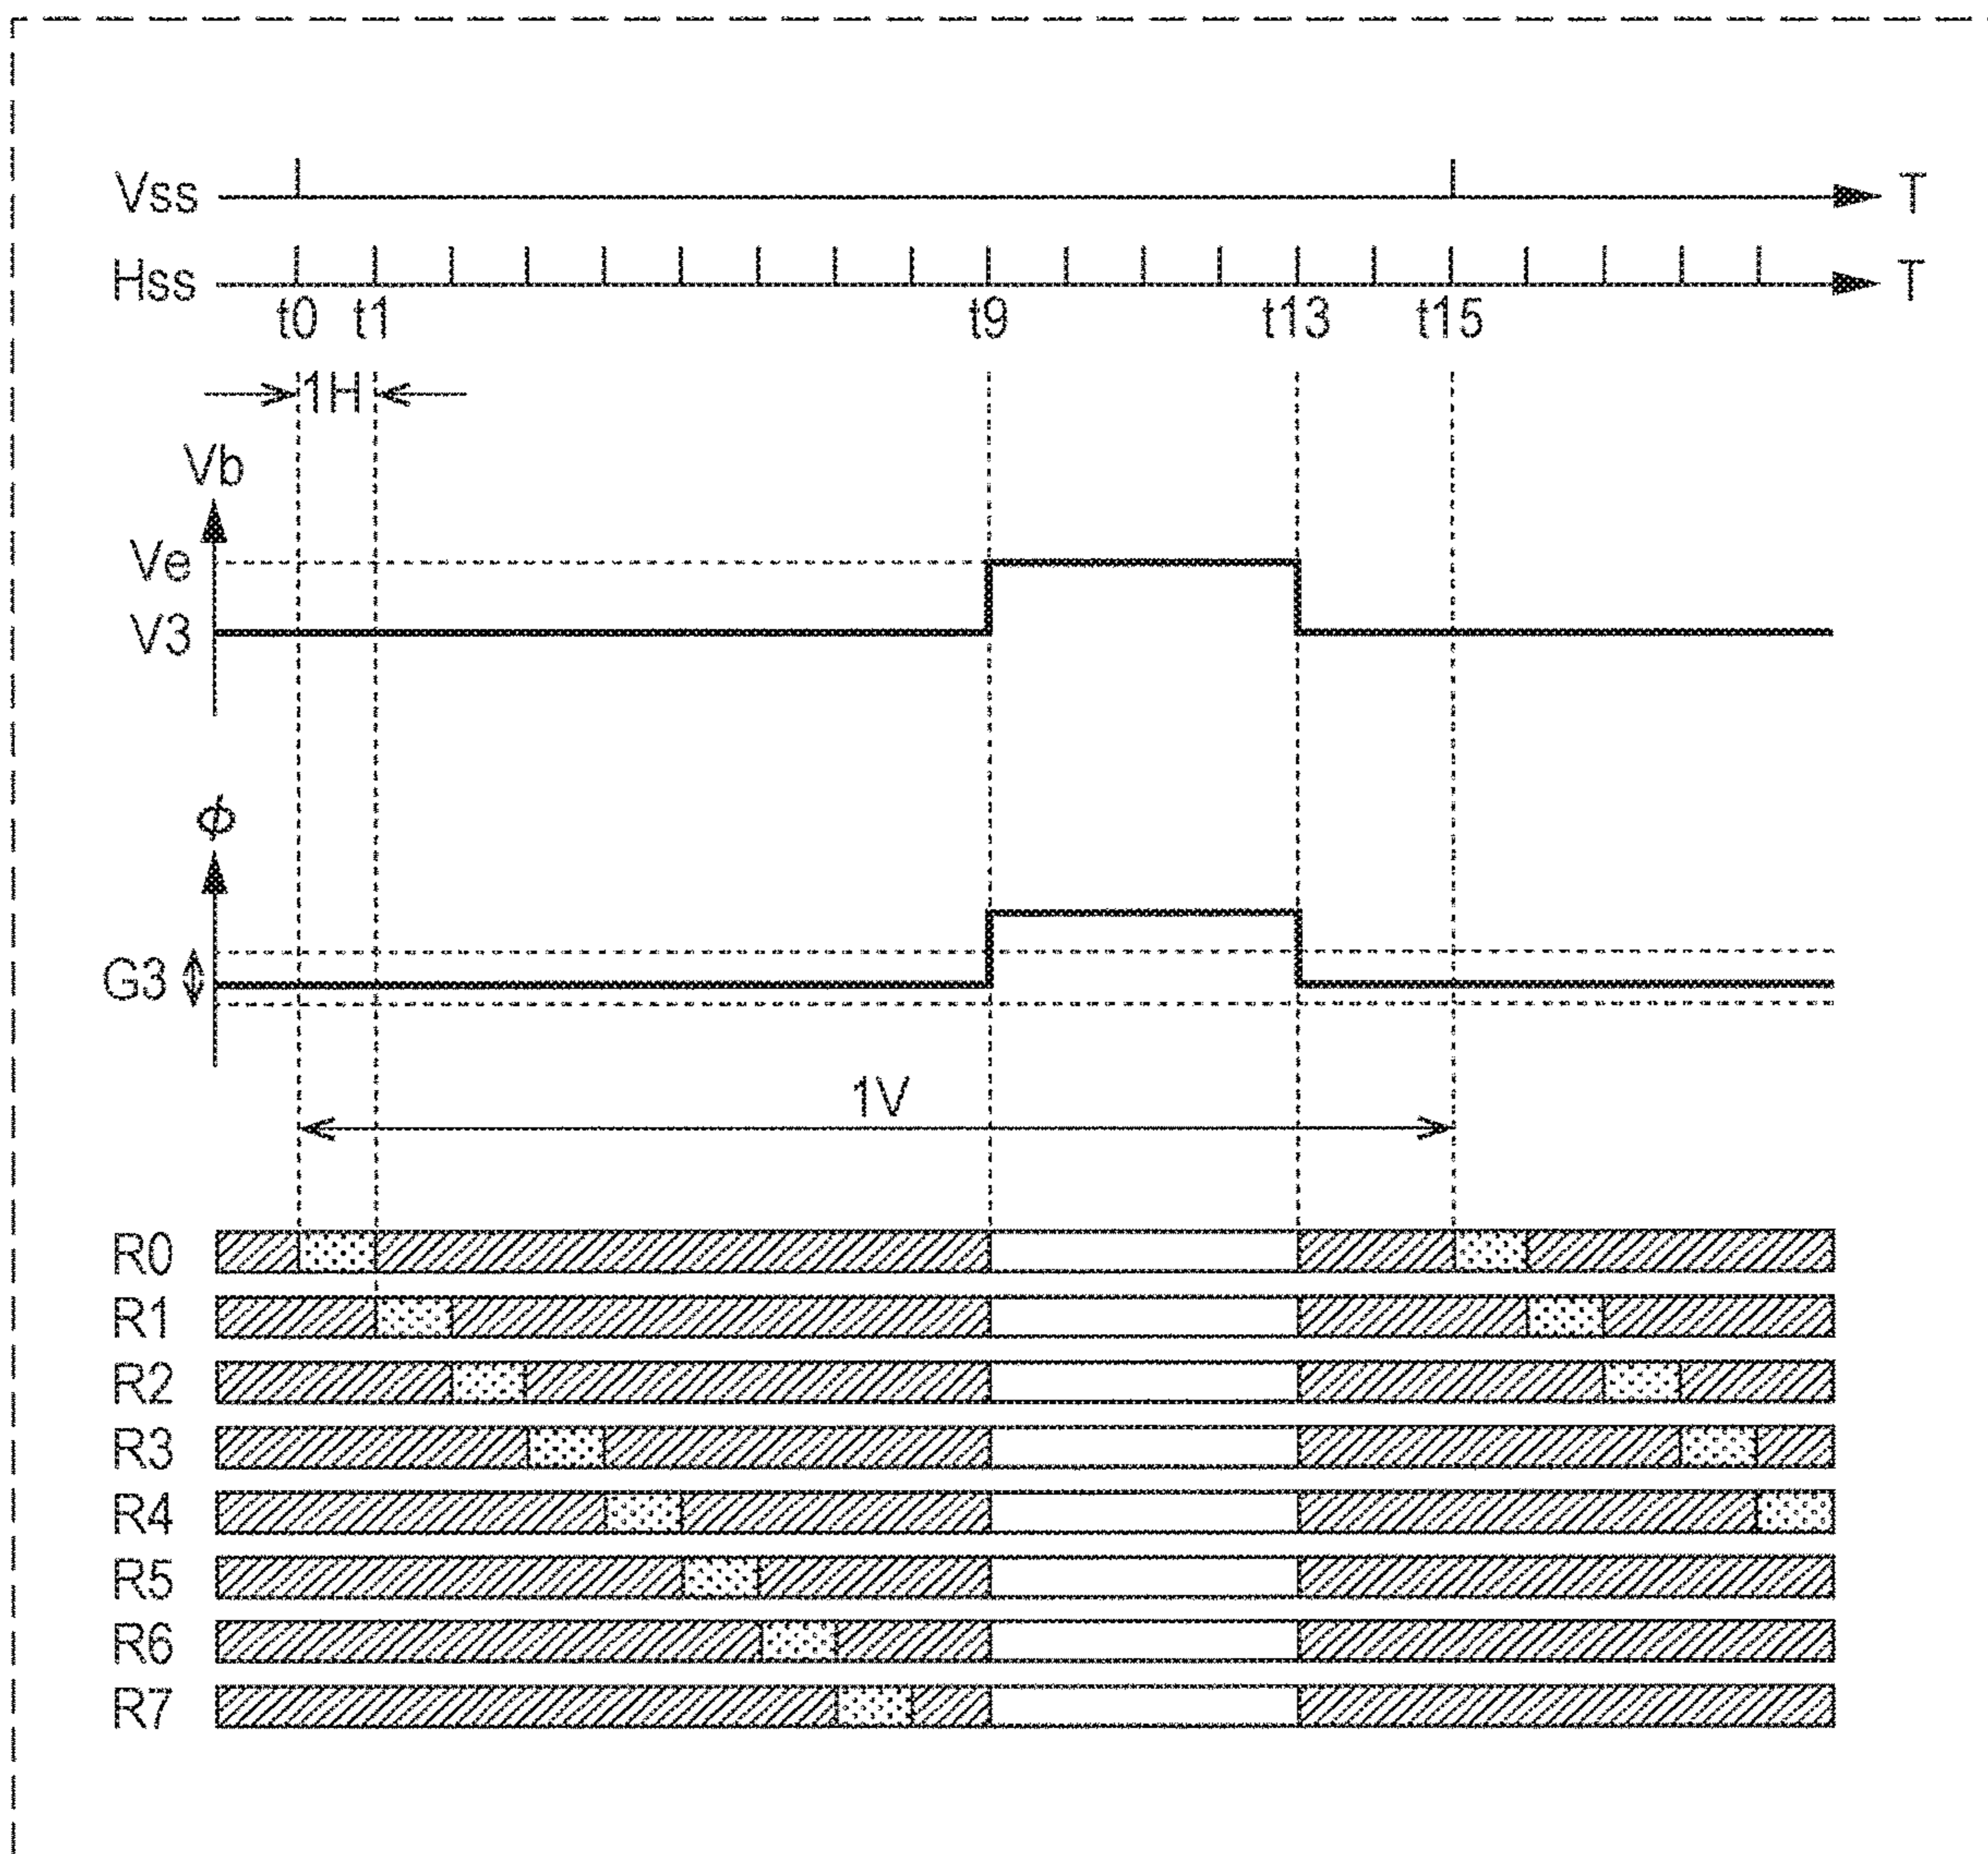 Vss T
Hss T
t0 t1 t9 t13 t15
1H
Vb
Ve
V3
ϕ
G3
1V
R0
R1
R2
R3
R4
R5
R6
R7